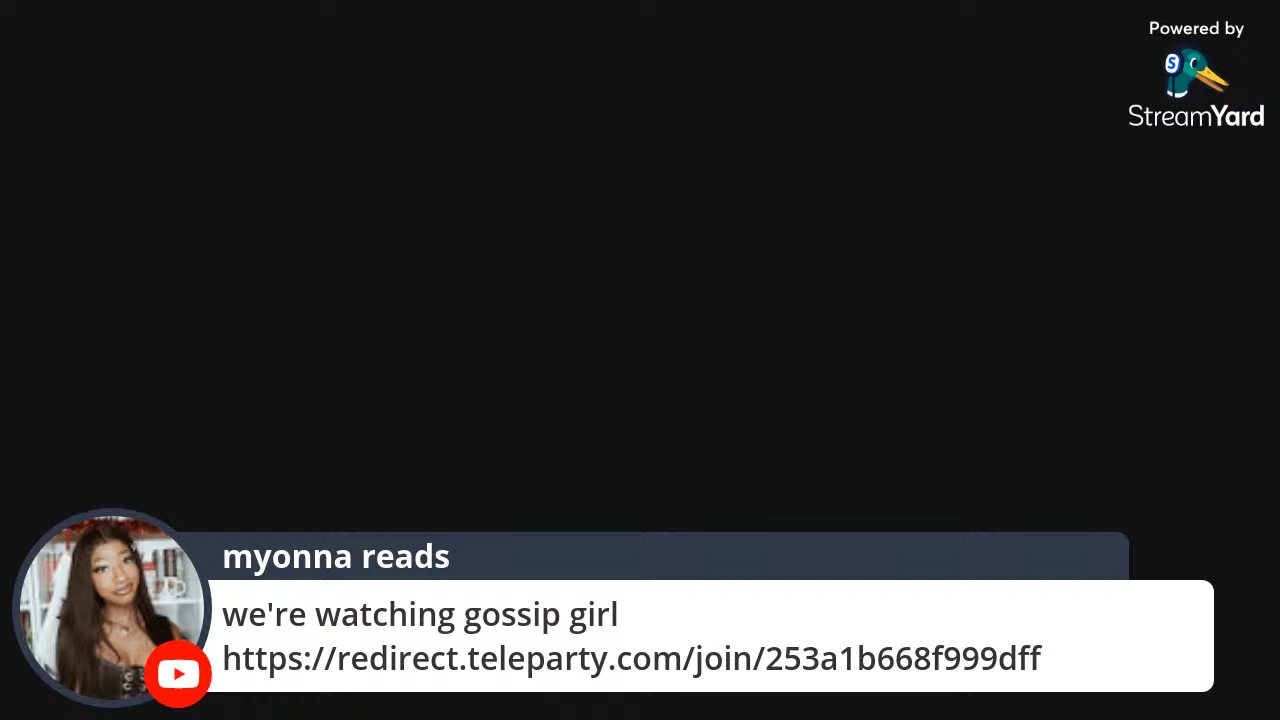 Powered by
S
StreamYard
myonna reads
we're watching gossip girl
https://redirect.teleparty.com/join/253a1b668f999dff